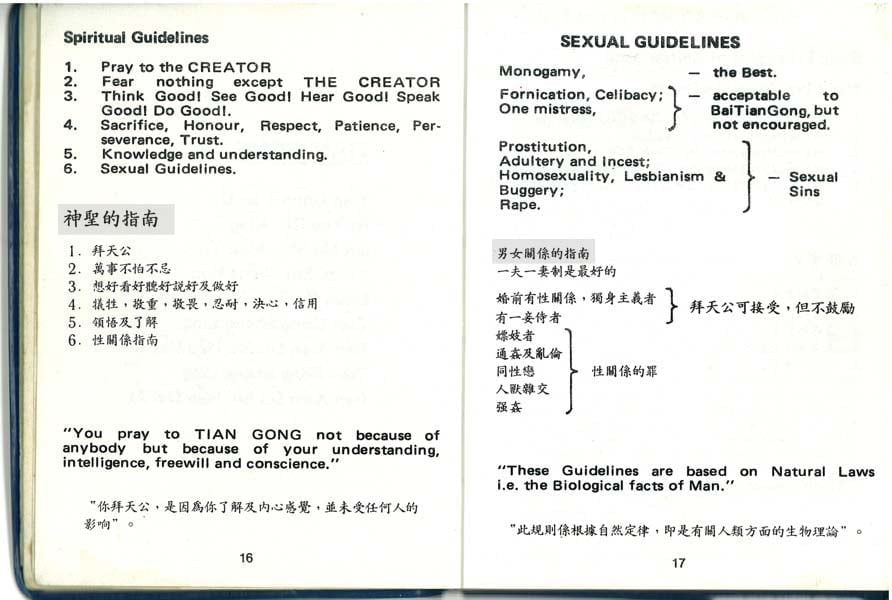 Spiritual Guidelines
1. Pray to the CREATOR
2. Fear nothing except THE CREATOR
3. Think Good! See Good! Hear Good! Speak
Good! Do Good!.
4. Sacrifice, Honour, Respect, Patience, Per-
severance, Trust.
5. Knowledge and understanding.
6. Sexual Guidelines.
神聖的指南
1. 拜天公
2. 萬事不怕不忌
3. 想好看好聽好説好及做好
4. 犠牲，敬重，敬畏，忍耐，決心，信用
5. 領悟及了解
6. 性關係指南
"You pray to TIAN GONG not because of
anybody but because of your understanding,
intelligence, freewill and conscience."
"你拜天公，是因爲你了解及内心感覺，並未受任何人的
影响"。
16
SEXUAL GUIDELINES
Monogamy, — the Best.
Fornication, Celibacy; — acceptable to
One mistress, BaiTianGong, but
not encouraged.
Prostitution,
Adultery and Incest;
Homosexuality, Lesbianism & — Sexual
Buggery; Sins
Rape.
男女關係的指南
一夫一妻制是最好的
婚前有性關係，獨身主義者
有一妾侍者 拜天公可接受，但不鼓勵
嫖妓者
通姦及亂倫
同性戀 性關係的罪
人獸雜交
强姦
"These Guidelines are based on Natural Laws
i.e. the Biological facts of Man."
"此規則係根據自然定律，即是有關人類方面的生物理論"。
17